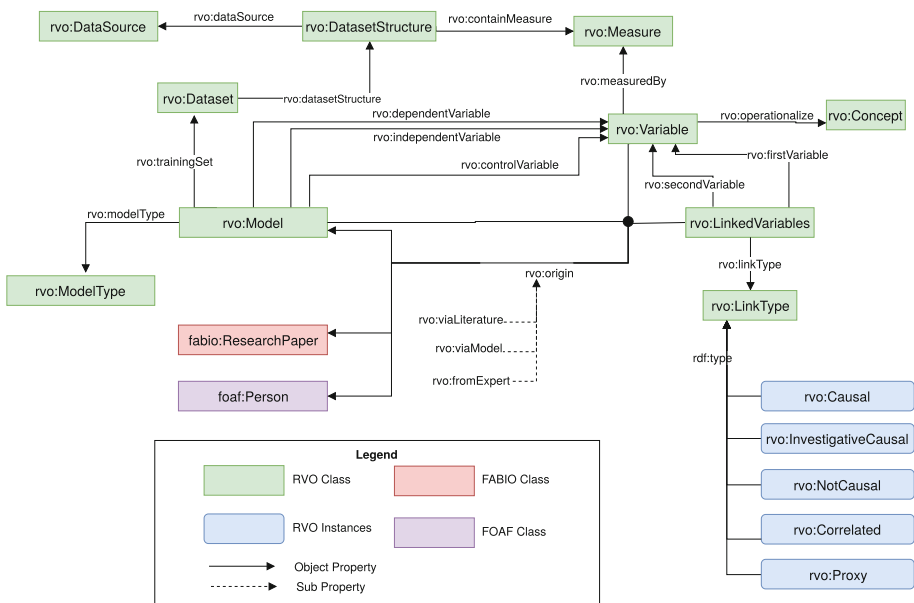 rvo:DataSource
rvo:dataSource
rvo:DatasetStructure
rvo:containMeasure
rvo:Measure
rvo:measuredBy
rvo:Dataset
rvo:datasetStructure
rvo:dependentVariable
rvo:independentVariable
rvo:Variable
rvo:operationalize
rvo:Concept
rvo:trainingSet
rvo:controlVariable
rvo:firstVariable
rvo:secondVariable
rvo:modelType
rvo:Model
rvo:LinkedVariables
rvo:linkType
rvo:origin
rvo:ModelType
rvo:LinkType
rvo:viaLiterature
fabio:ResearchPaper
rvo:viaModel
rdf:type
rvo:fromExpert
foaf:Person
rvo:Causal
rvo:InvestigativeCausal
rvo:NotCausal
rvo:Correlated
rvo:Proxy
Legend
RVO Class
FABIO Class
RVO Instances
FOAF Class
Object Property
Sub Property